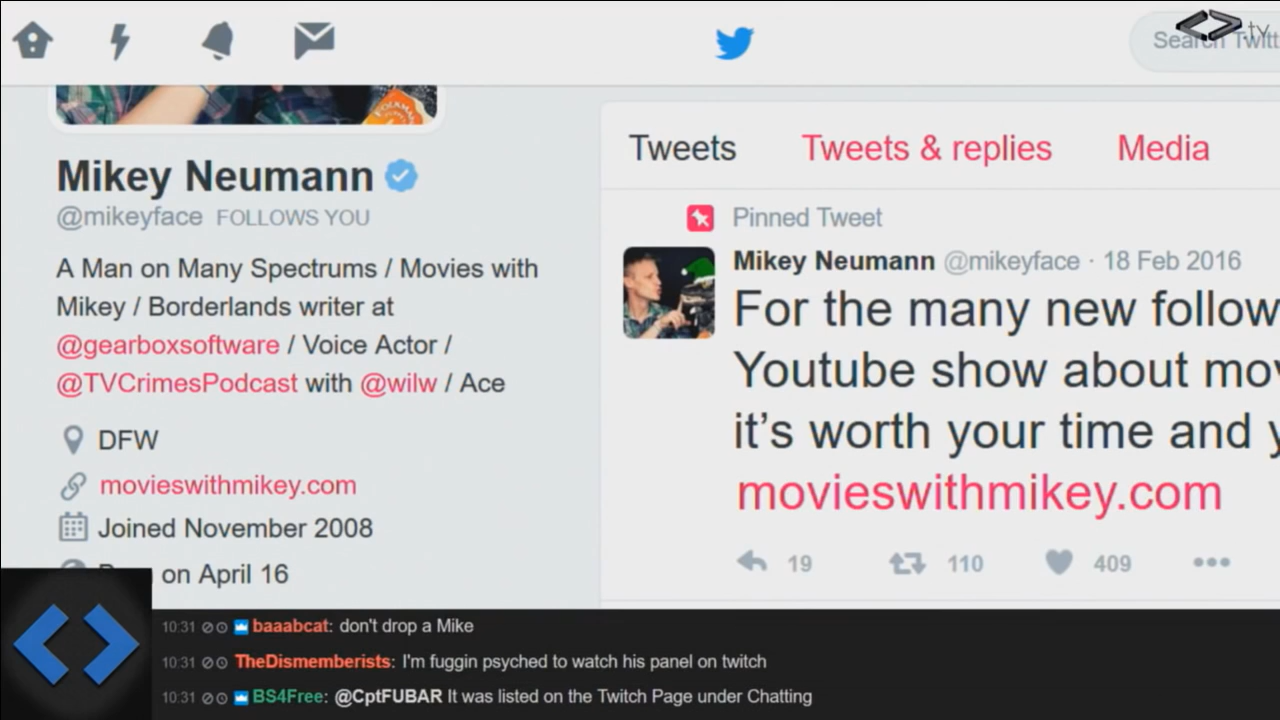 .tv
Search Twitt
Tweets Tweets & replies Media
Mikey Neumann
@mikeyface FOLLOWS YOU
A Man on Many Spectrums / Movies with
Mikey / Borderlands writer at
@gearboxsoftware / Voice Actor /
@TVCrimesPodcast with @wilw / Ace
DFW
movieswithmikey.com
Joined November 2008
on April 16
Pinned Tweet
Mikey Neumann @mikeyface · 18 Feb 2016
For the many new follow
Youtube show about mov
it’s worth your time and y
movieswithmikey.com
19 110 409
10:31 baaabcat: don't drop a Mike
10:31 TheDismemberists: I'm fuggin psyched to watch his panel on twitch
10:31 BS4Free: @CptFUBAR It was listed on the Twitch Page under Chatting